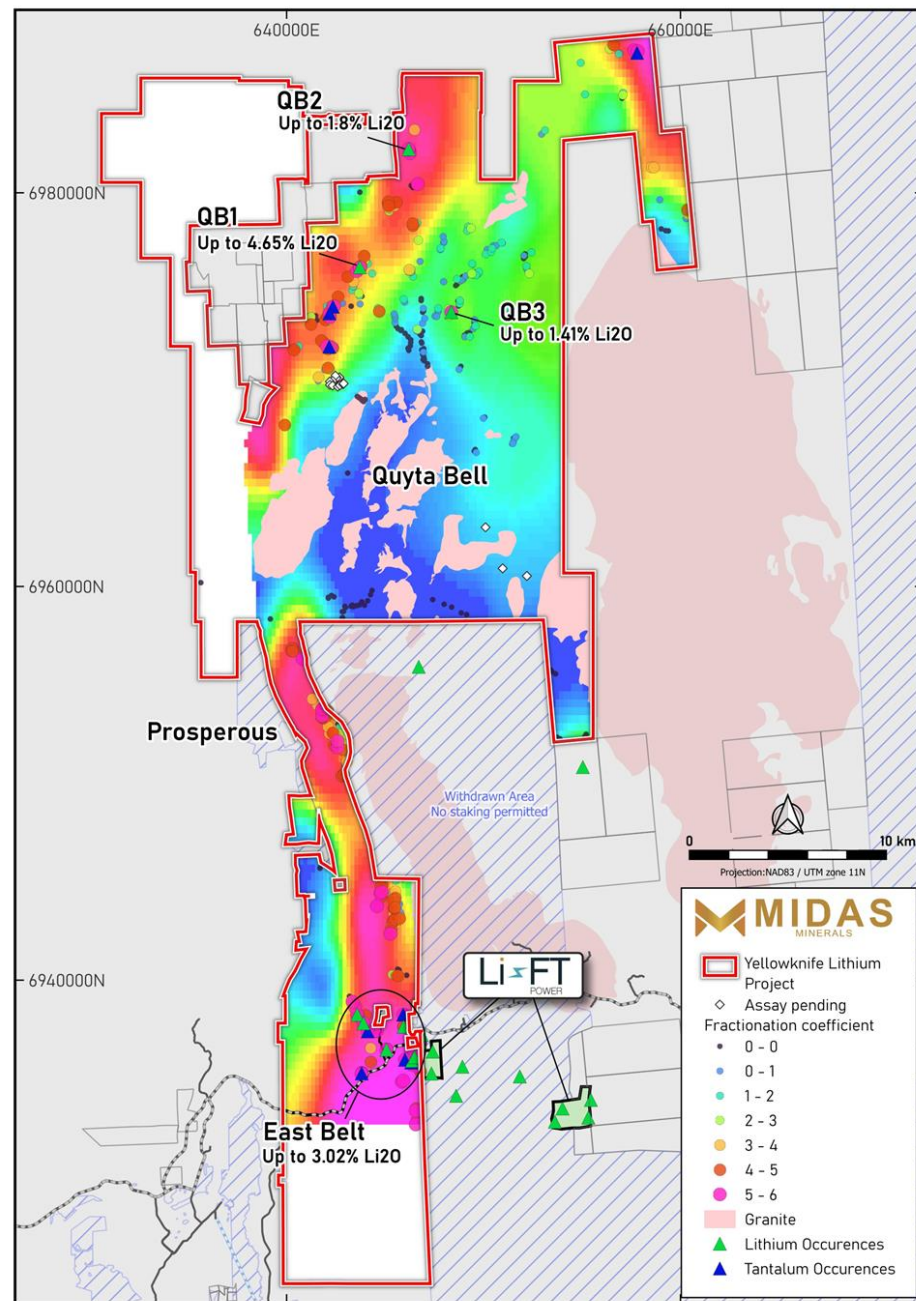 640000E
660000E
QB2
Up to 1.8% Li2O
6980000N
QB1
Up to 4.65% Li2O
QB3
Up to 1.41% Li2O
Quyta Bell
6960000N
Prosperous
Withdrawn Area
No staking permitted
0
10 km
Projection:NAD83 / UTM zone 11N
6940000N
Li-FT
POWER
East Belt
Up to 3.02% Li2O
MIDAS
MINERALS
Yellowknife Lithium
Project
Assay pending
Fractionation coefficient
0 - 0
0 - 1
1 - 2
2 - 3
3 - 4
4 - 5
5 - 6
Granite
Lithium Occurences
Tantalum Occurences